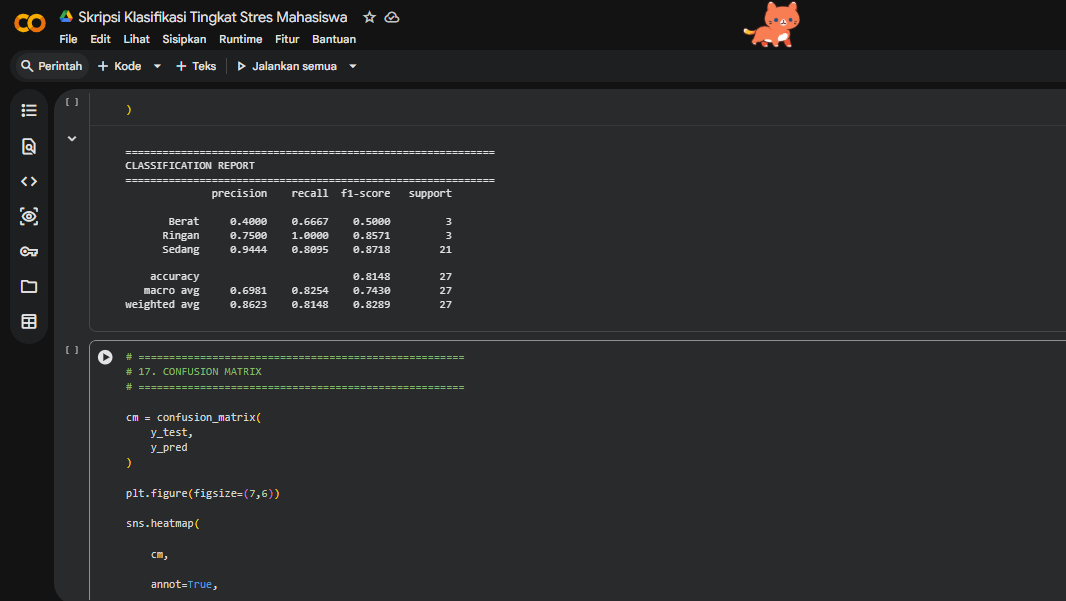 Skripsi Klasifikasi Tingkat Stres Mahasiswa
File Edit Lihat Sisipkan Runtime Fitur Bantuan
Perintah + Kode + Teks Jalankan semua
[ ]
)
============================================================
CLASSIFICATION REPORT
============================================================
precision recall f1-score support
Berat 0.4000 0.6667 0.5000 3
Ringan 0.7500 1.0000 0.8571 3
Sedang 0.9444 0.8095 0.8718 21
accuracy 0.8148 27
macro avg 0.6981 0.8254 0.7430 27
weighted avg 0.8623 0.8148 0.8289 27
[ ]
# =====================================================
# 17. CONFUSION MATRIX
# =====================================================
cm = confusion_matrix(
y_test,
y_pred
)
plt.figure(figsize=(7,6))
sns.heatmap(
cm,
annot=True,